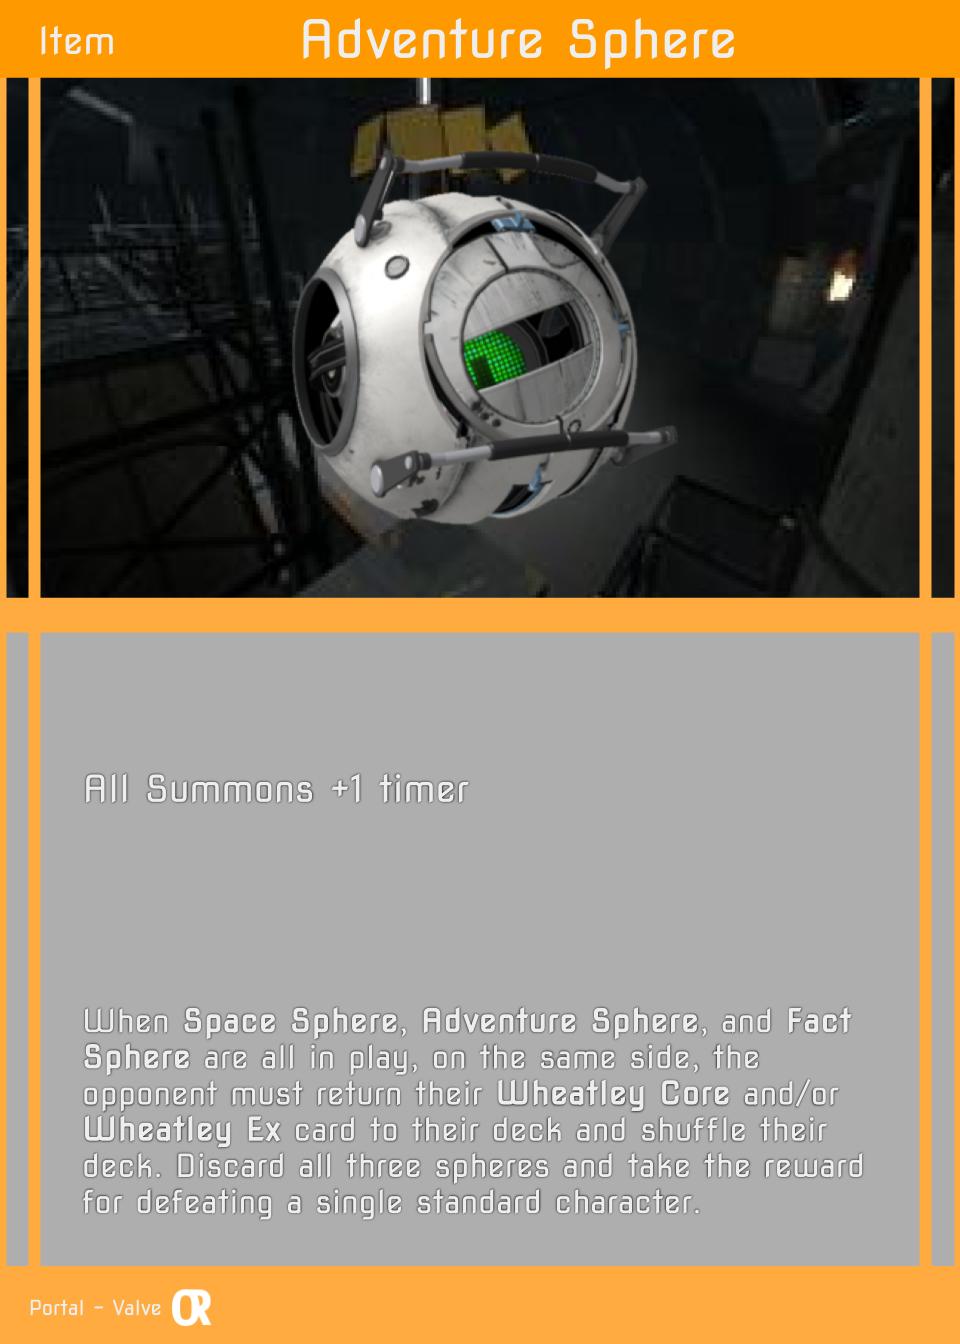 Item
Adventure Sphere
All Summons +1 timer
When Space Sphere, Adventure Sphere, and Fact
Sphere are all in play, on the same side, the
opponent must return their Wheatley Core and/or
Wheatley Ex card to their deck and shuffle their
deck. Discard all three spheres and take the reward
for defeating a single standard character.
Portal - Valve OR